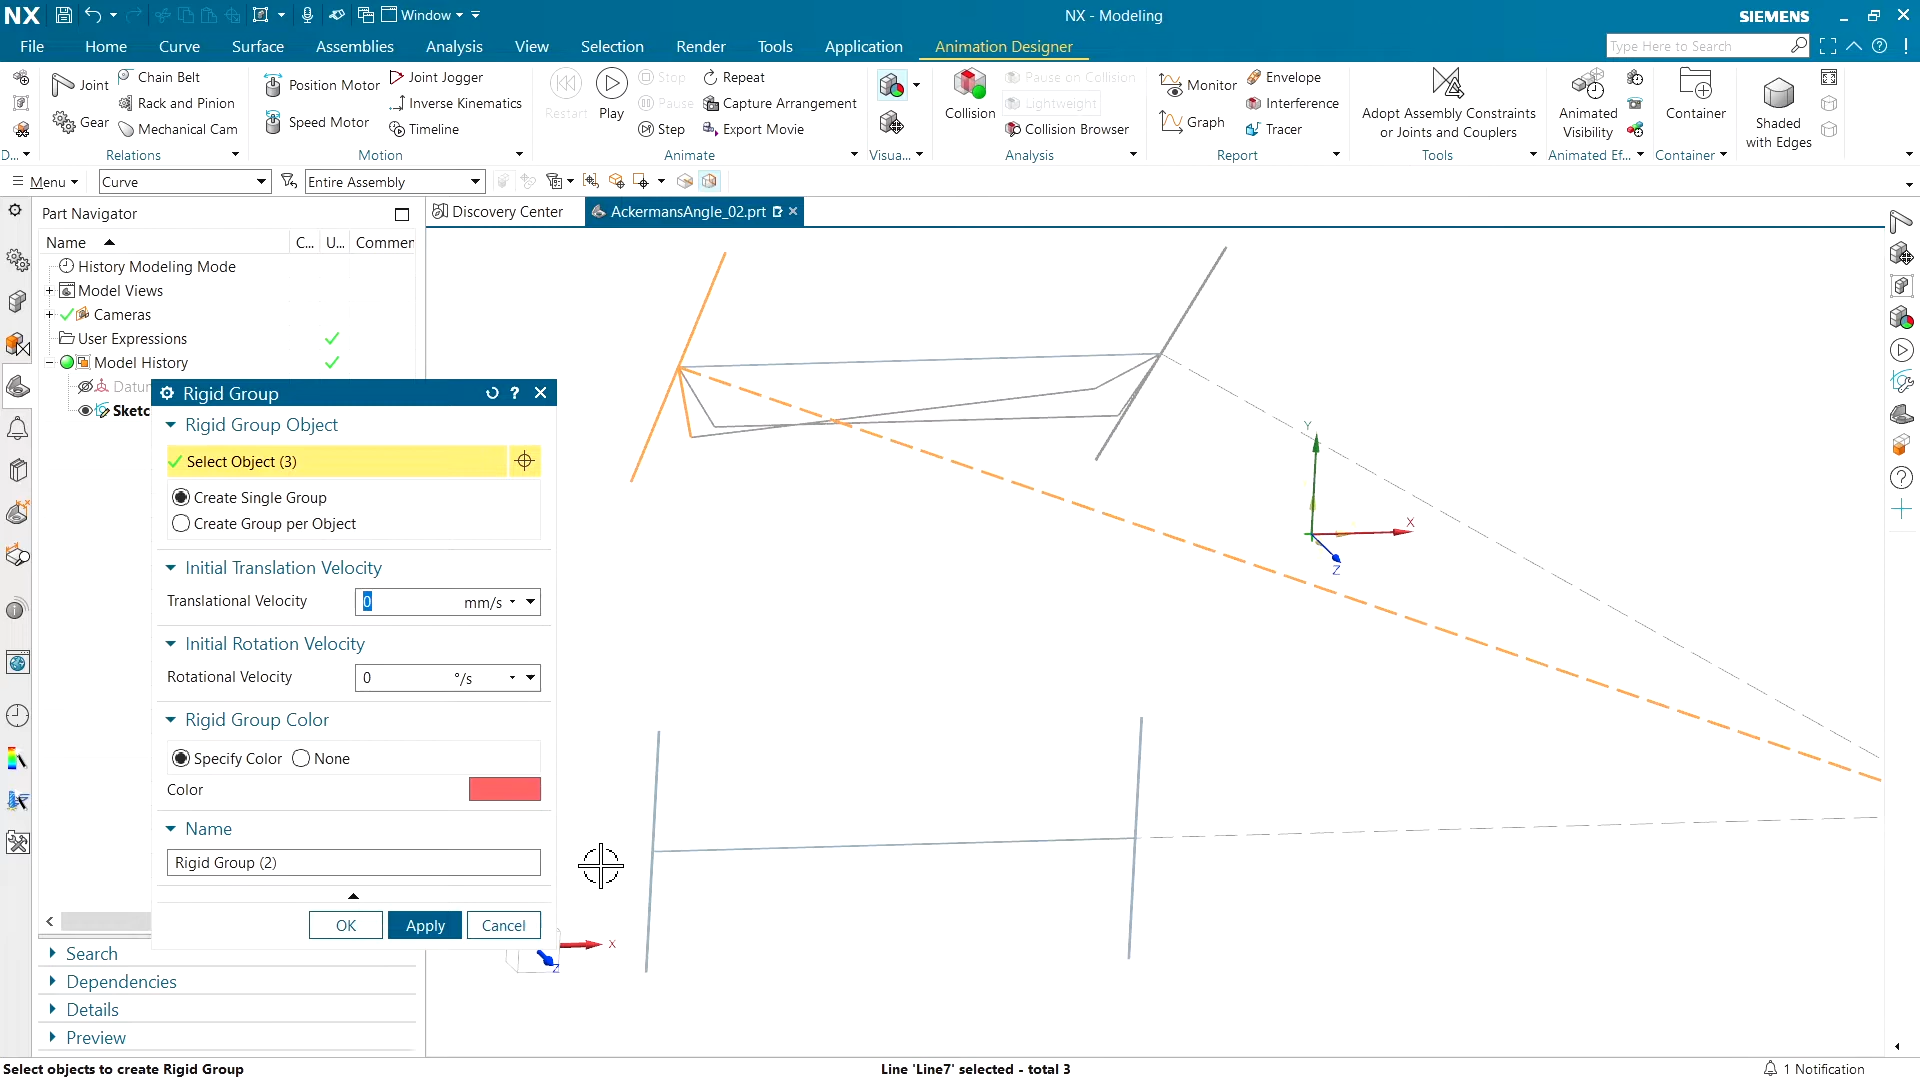 NX
Window
NX - Modeling
SIEMENS
File
Home
Curve
Surface
Assemblies
Analysis
View
Selection
Render
Tools
Application
Animation Designer
Type Here to Search
Joint
Chain Belt
Rack and Pinion
Gear
Mechanical Cam
Relations
D...
Position Motor
Speed Motor
Joint Jogger
Inverse Kinematics
Timeline
Motion
Restart
Play
Stop
Pause
Step
Repeat
Capture Arrangement
Export Movie
Animate
Visua...
Collision
Pause on Collision
Lightweight
Collision Browser
Analysis
Monitor
Graph
Envelope
Interference
Tracer
Report
Adopt Assembly Constraints
or Joints and Couplers
Tools
Animated
Visibility
Animated Ef...
Container
Container
Shaded
with Edges
Menu
Curve
Entire Assembly
Part Navigator
Discovery Center
AckermansAngle_02.prt
Name
C...
U...
Commen
History Modeling Mode
Model Views
Cameras
User Expressions
Model History
Datu
Sketc
Rigid Group
Rigid Group Object
Select Object (3)
Create Single Group
Create Group per Object
Initial Translation Velocity
Translational Velocity
0
mm/s
Initial Rotation Velocity
Rotational Velocity
0
°/s
Rigid Group Color
Specify Color
None
Color
Name
Rigid Group (2)
OK
Apply
Cancel
Y
X
Z
X
Z
Search
Dependencies
Details
Preview
Select objects to create Rigid Group
Line 'Line7' selected - total 3
1 Notification